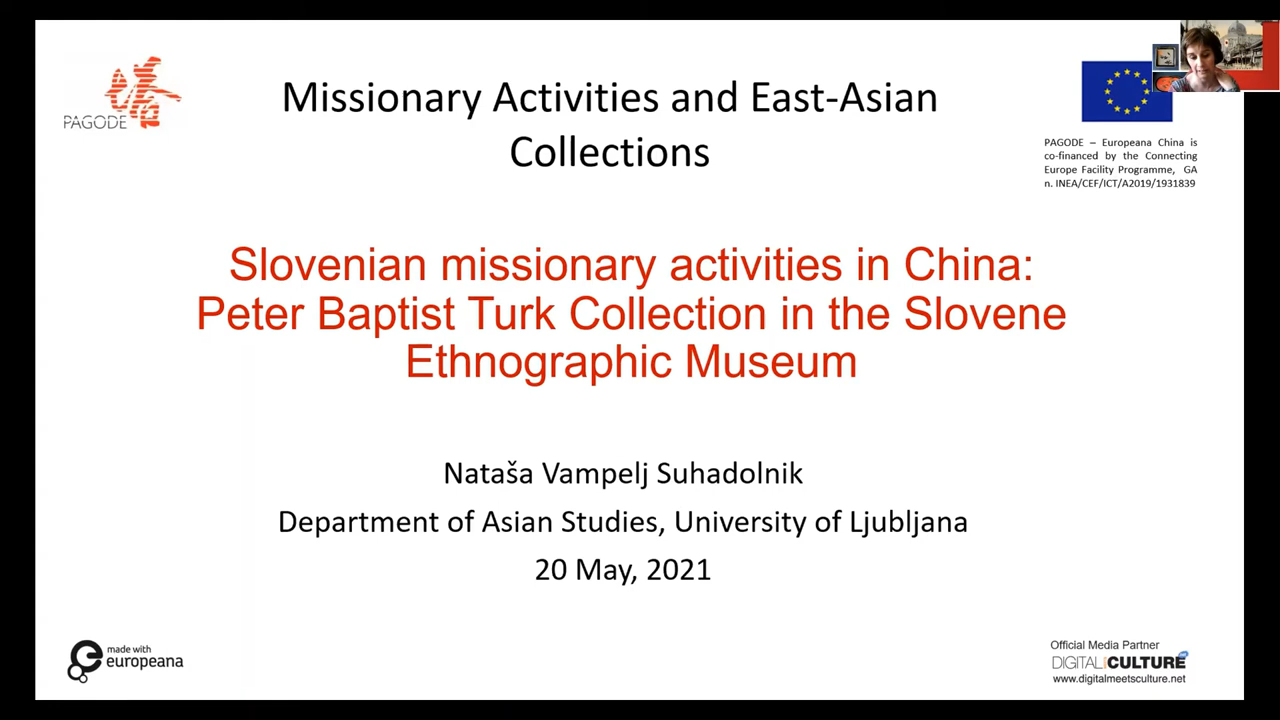 PAGODE
Missionary Activities and East-Asian
Collections
PAGODE – Europeana China is
co-financed by the Connecting
Europe Facility Programme, GA
n. INEA/CEF/ICT/A2019/1931839
Slovenian missionary activities in China:
Peter Baptist Turk Collection in the Slovene
Ethnographic Museum
Nataša Vampelj Suhadolnik
Department of Asian Studies, University of Ljubljana
20 May, 2021
made with
europeana
Official Media Partner
DIGITAL CULTURE
www.digitalmeetsculture.net